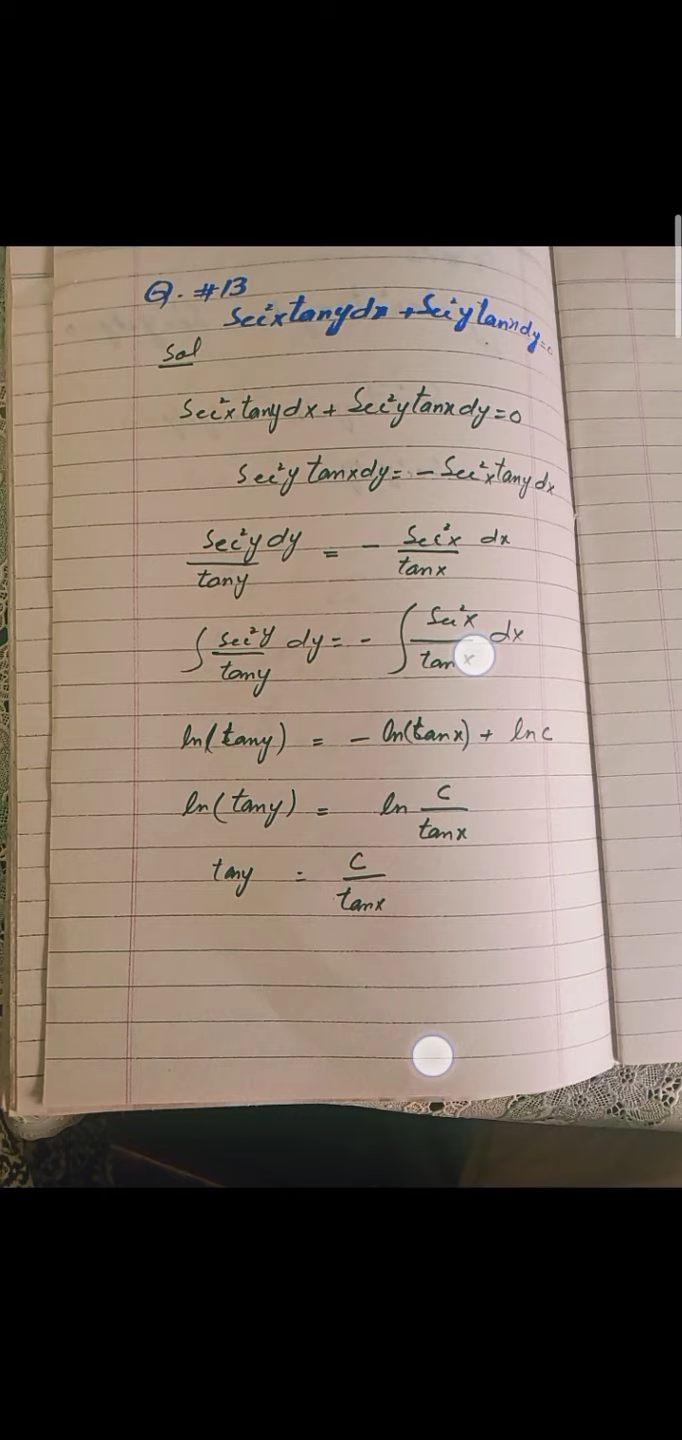 Q. #13
Sec²x tany dx + Sec²y tanx dy = 0
Sol
Sec²x tany dx + Sec²y tanx dy = 0
Sec²y tanx dy = - Sec²x tany dx
Sec²y dy / tany = - Sec²x / tanx dx
∫ sec²y / tany dy = - ∫ Sec²x / tanx dx
ln(tany) = - ln(tanx) + lnc
ln(tany) = ln c / tanx
tany = c / tanx